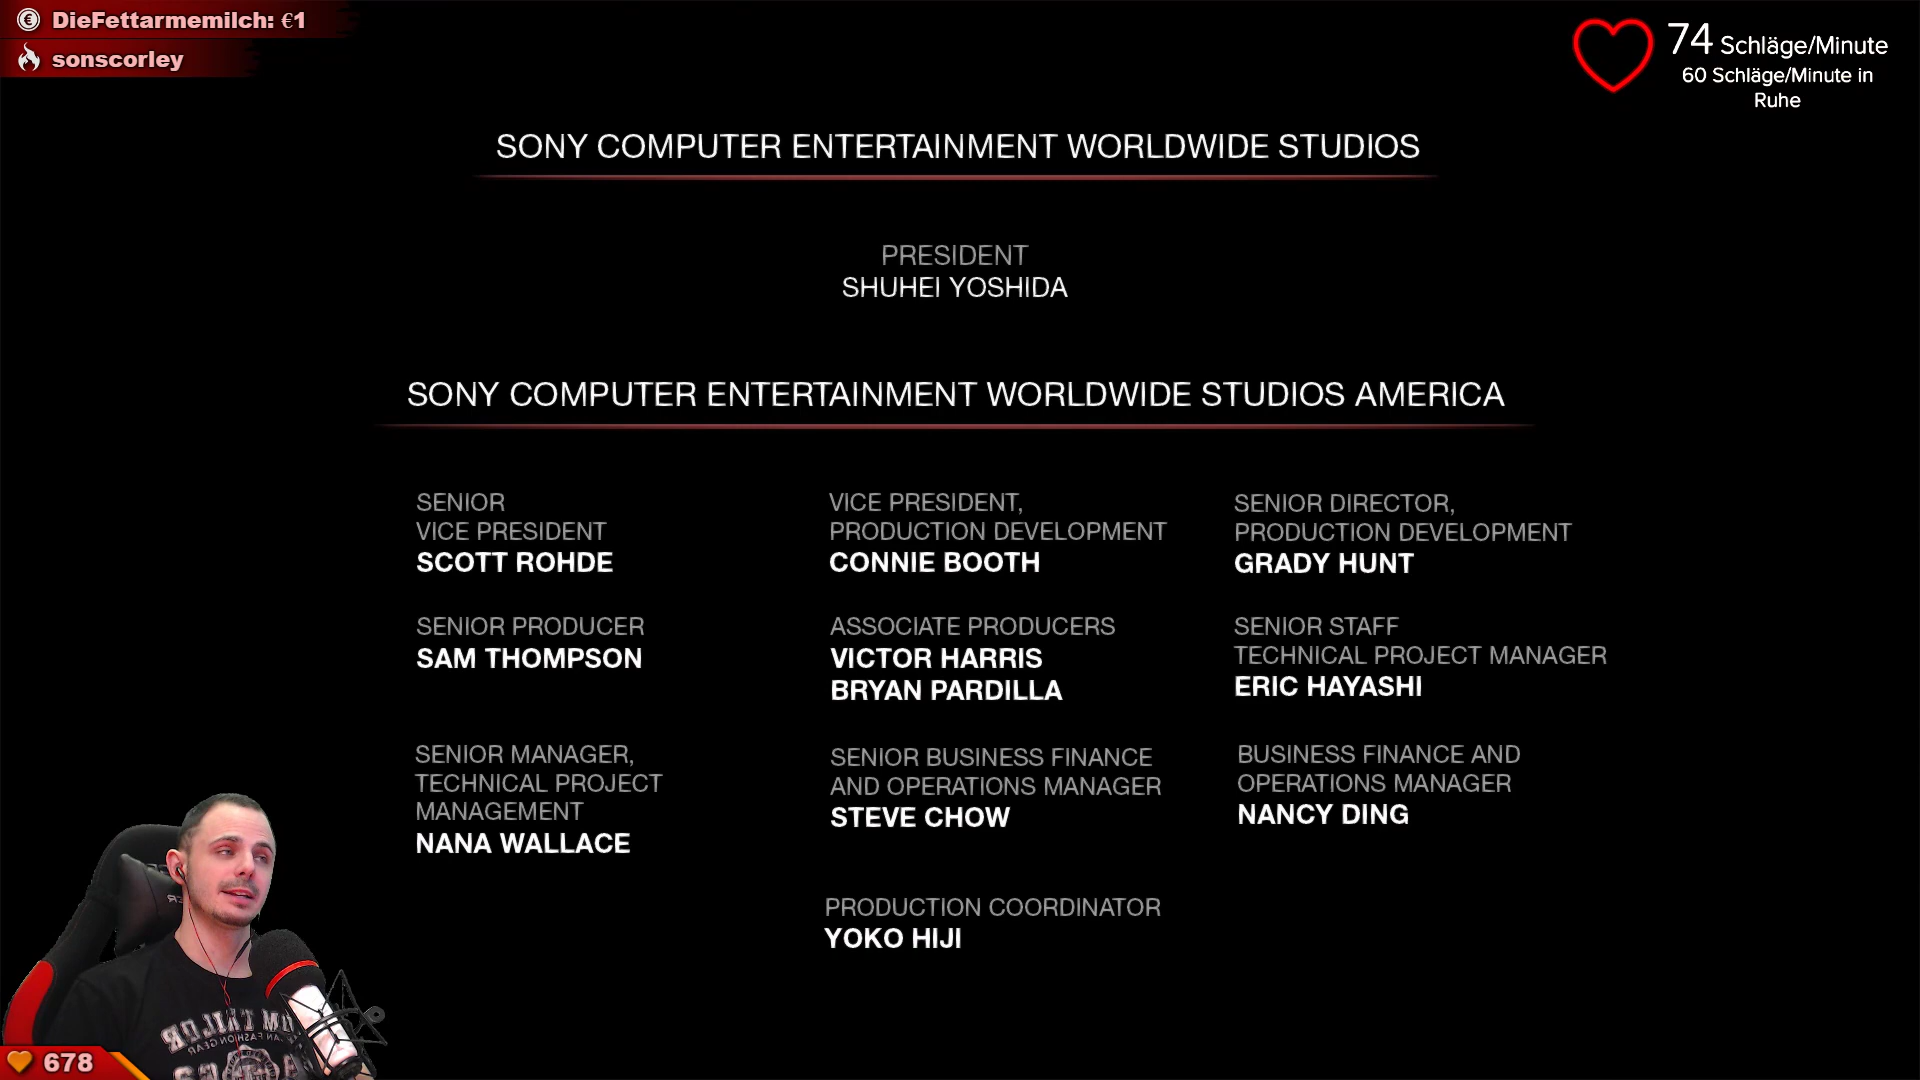 DieFettarmemilch: €1
sonscorley
74 Schläge/Minute
60 Schläge/Minute in
Ruhe
SONY COMPUTER ENTERTAINMENT WORLDWIDE STUDIOS
PRESIDENT
SHUHEI YOSHIDA
SONY COMPUTER ENTERTAINMENT WORLDWIDE STUDIOS AMERICA
SENIOR
VICE PRESIDENT
SCOTT ROHDE
VICE PRESIDENT,
PRODUCTION DEVELOPMENT
CONNIE BOOTH
SENIOR DIRECTOR,
PRODUCTION DEVELOPMENT
GRADY HUNT
SENIOR PRODUCER
SAM THOMPSON
ASSOCIATE PRODUCERS
VICTOR HARRIS
BRYAN PARDILLA
SENIOR STAFF
TECHNICAL PROJECT MANAGER
ERIC HAYASHI
SENIOR MANAGER,
TECHNICAL PROJECT
MANAGEMENT
NANA WALLACE
SENIOR BUSINESS FINANCE
AND OPERATIONS MANAGER
STEVE CHOW
BUSINESS FINANCE AND
OPERATIONS MANAGER
NANCY DING
PRODUCTION COORDINATOR
YOKO HIJI
TOM TAILOR
678